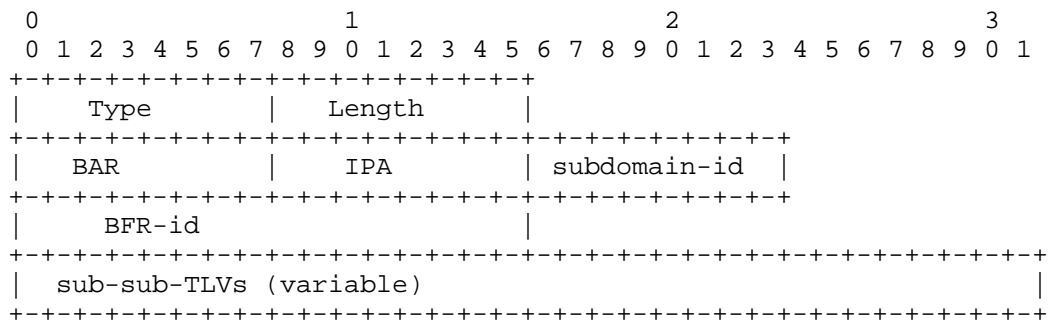 0                   1                   2                   3
 0 1 2 3 4 5 6 7 8 9 0 1 2 3 4 5 6 7 8 9 0 1 2 3 4 5 6 7 8 9 0 1
+-+-+-+-+-+-+-+-+-+-+-+-+-+-+-+-+
|    Type       |   Length      |
+-+-+-+-+-+-+-+-+-+-+-+-+-+-+-+-+-+-+-+-+-+-+-+-+
|   BAR         |    IPA        | subdomain-id  |
+-+-+-+-+-+-+-+-+-+-+-+-+-+-+-+-+-+-+-+-+-+-+-+-+
|     BFR-id                    |
+-+-+-+-+-+-+-+-+-+-+-+-+-+-+-+-+-+-+-+-+-+-+-+-+-+-+-+-+-+-+-+-+
|  sub-sub-TLVs (variable)                                      |
+-+-+-+-+-+-+-+-+-+-+-+-+-+-+-+-+-+-+-+-+-+-+-+-+-+-+-+-+-+-+-+-+